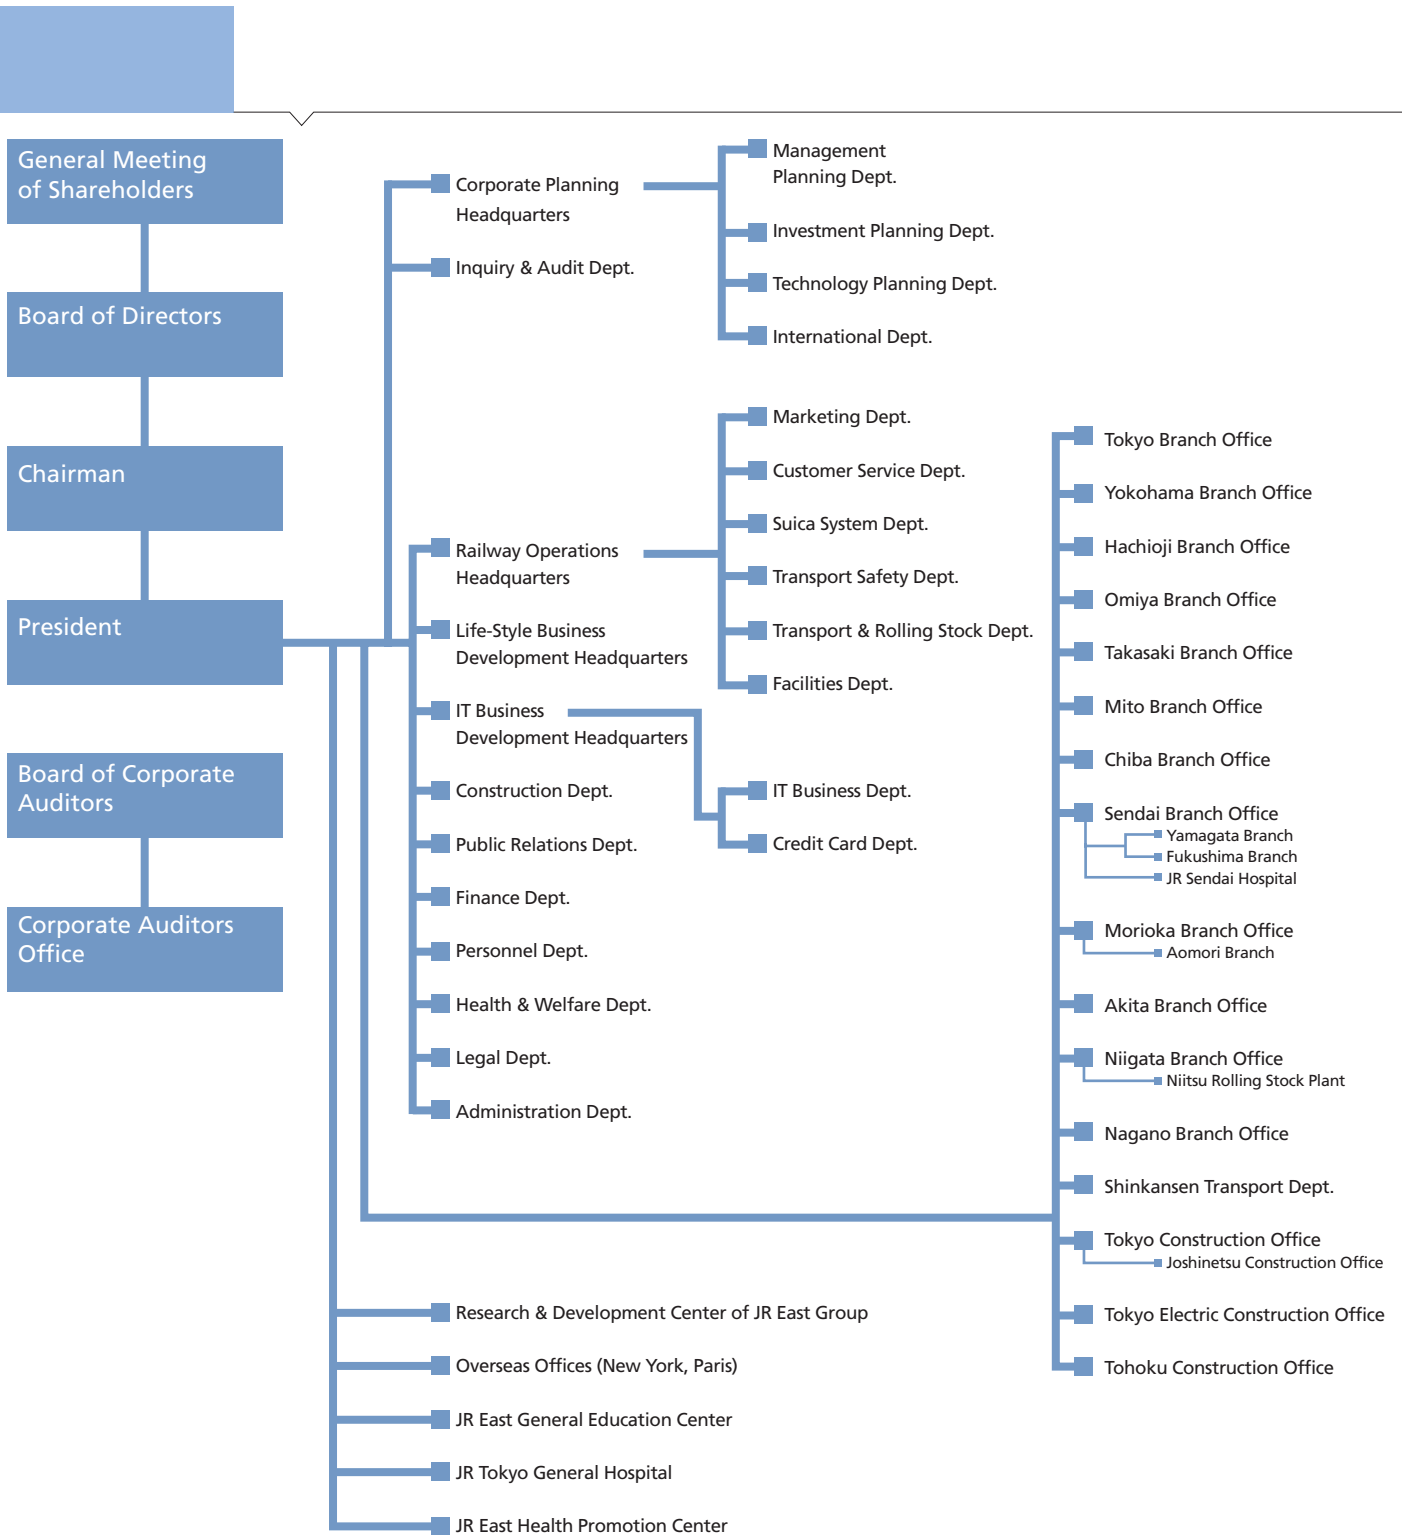 General Meeting
of Shareholders
Board of Directors
Chairman
President
Board of Corporate
Auditors
Corporate Auditors
Office
Corporate Planning
Headquarters
Inquiry & Audit Dept.
Management
Planning Dept.
Investment Planning Dept.
Technology Planning Dept.
International Dept.
Railway Operations
Headquarters
Life-Style Business
Development Headquarters
IT Business
Development Headquarters
Construction Dept.
Public Relations Dept.
Finance Dept.
Personnel Dept.
Health & Welfare Dept.
Legal Dept.
Administration Dept.
Marketing Dept.
Customer Service Dept.
Suica System Dept.
Transport Safety Dept.
Transport & Rolling Stock Dept.
Facilities Dept.
IT Business Dept.
Credit Card Dept.
Tokyo Branch Office
Yokohama Branch Office
Hachioji Branch Office
Omiya Branch Office
Takasaki Branch Office
Mito Branch Office
Chiba Branch Office
Sendai Branch Office
Yamagata Branch
Fukushima Branch
JR Sendai Hospital
Morioka Branch Office
Aomori Branch
Akita Branch Office
Niigata Branch Office
Niitsu Rolling Stock Plant
Nagano Branch Office
Shinkansen Transport Dept.
Tokyo Construction Office
Joshinetsu Construction Office
Tokyo Electric Construction Office
Tohoku Construction Office
Research & Development Center of JR East Group
Overseas Offices (New York, Paris)
JR East General Education Center
JR Tokyo General Hospital
JR East Health Promotion Center